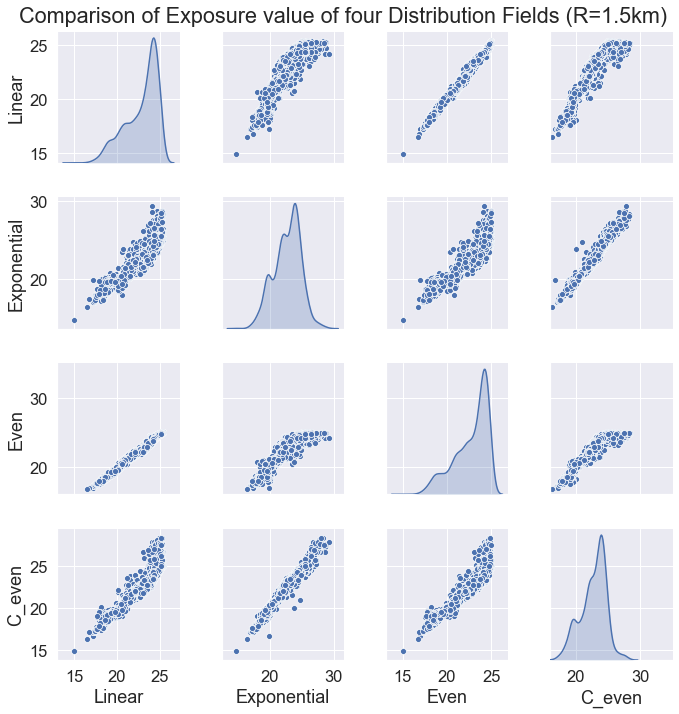 Comparison of Exposure value of four Distribution Fields (R=1.5km)
25
20
15
Linear
30
20
Exponential
30
20
Even
25
20
15
C_even
15 20 25
20 30
15 20 25
20 30
Linear Exponential Even C_even